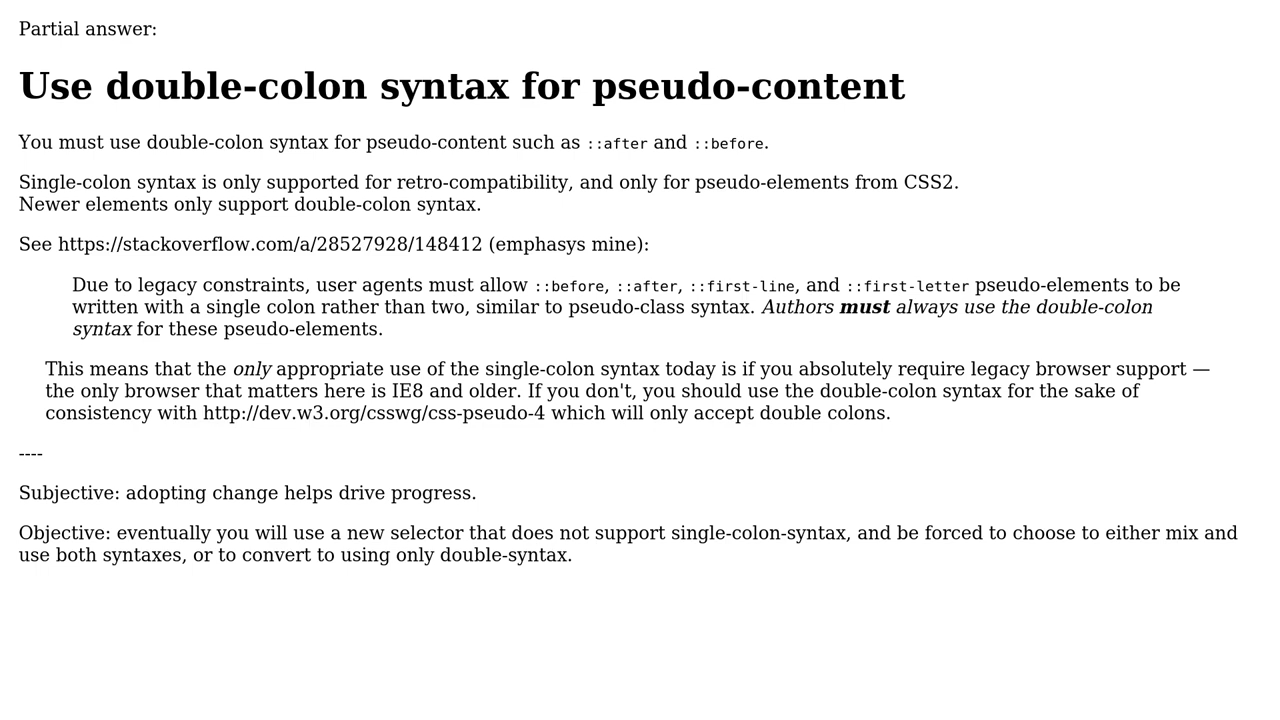 Partial answer:
Use double-colon syntax for pseudo-content
You must use double-colon syntax for pseudo-content such as ::after and ::before.
Single-colon syntax is only supported for retro-compatibility, and only for pseudo-elements from CSS2.
Newer elements only support double-colon syntax.
See https://stackoverflow.com/a/28527928/148412 (emphasys mine):
Due to legacy constraints, user agents must allow ::before, ::after, ::first-line, and ::first-letter pseudo-elements to be
written with a single colon rather than two, similar to pseudo-class syntax. Authors must always use the double-colon
syntax for these pseudo-elements.
This means that the only appropriate use of the single-colon syntax today is if you absolutely require legacy browser support —
the only browser that matters here is IE8 and older. If you don't, you should use the double-colon syntax for the sake of
consistency with http://dev.w3.org/csswg/css-pseudo-4 which will only accept double colons.
----
Subjective: adopting change helps drive progress.
Objective: eventually you will use a new selector that does not support single-colon-syntax, and be forced to choose to either mix and
use both syntaxes, or to convert to using only double-syntax.